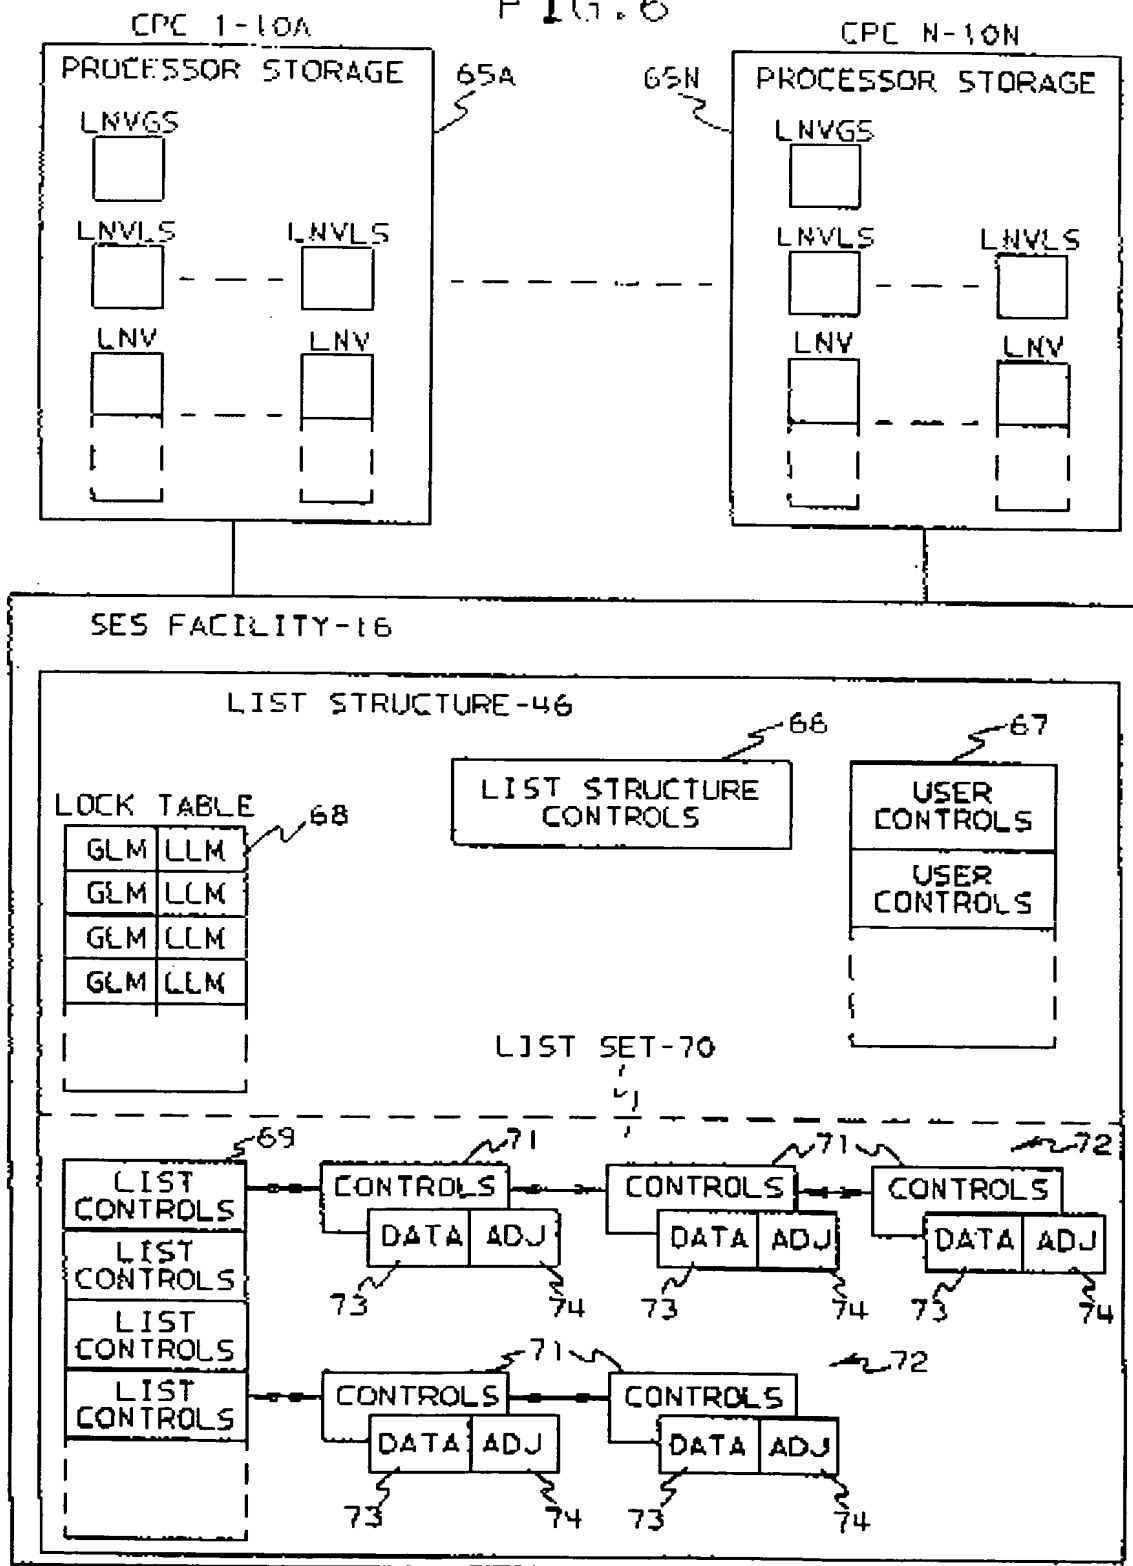 FIG.6
CPC 1-10A
CPC N-10N
PROCESSOR STORAGE
65A
65N
PROCESSOR STORAGE
LNVGS
LNVGS
LNVLS
LNVLS
LNVLS
LNVLS
LNV
LNV
LNV
LNV
SES FACILITY-16
LIST STRUCTURE-46
66
67
LIST STRUCTURE
CONTROLS
USER
CONTROLS
USER
CONTROLS
LOCK TABLE
68
GLM LLM
GLM LLM
GLM LLM
GLM LLM
LIST SET-70
69
71
71
72
LIST
CONTROLS
CONTROLS
CONTROLS
CONTROLS
DATA ADJ
DATA ADJ
DATA ADJ
LIST
CONTROLS
73
74
73
74
73
74
LIST
CONTROLS
71
72
LIST
CONTROLS
CONTROLS
CONTROLS
DATA ADJ
DATA ADJ
73
74
73
74